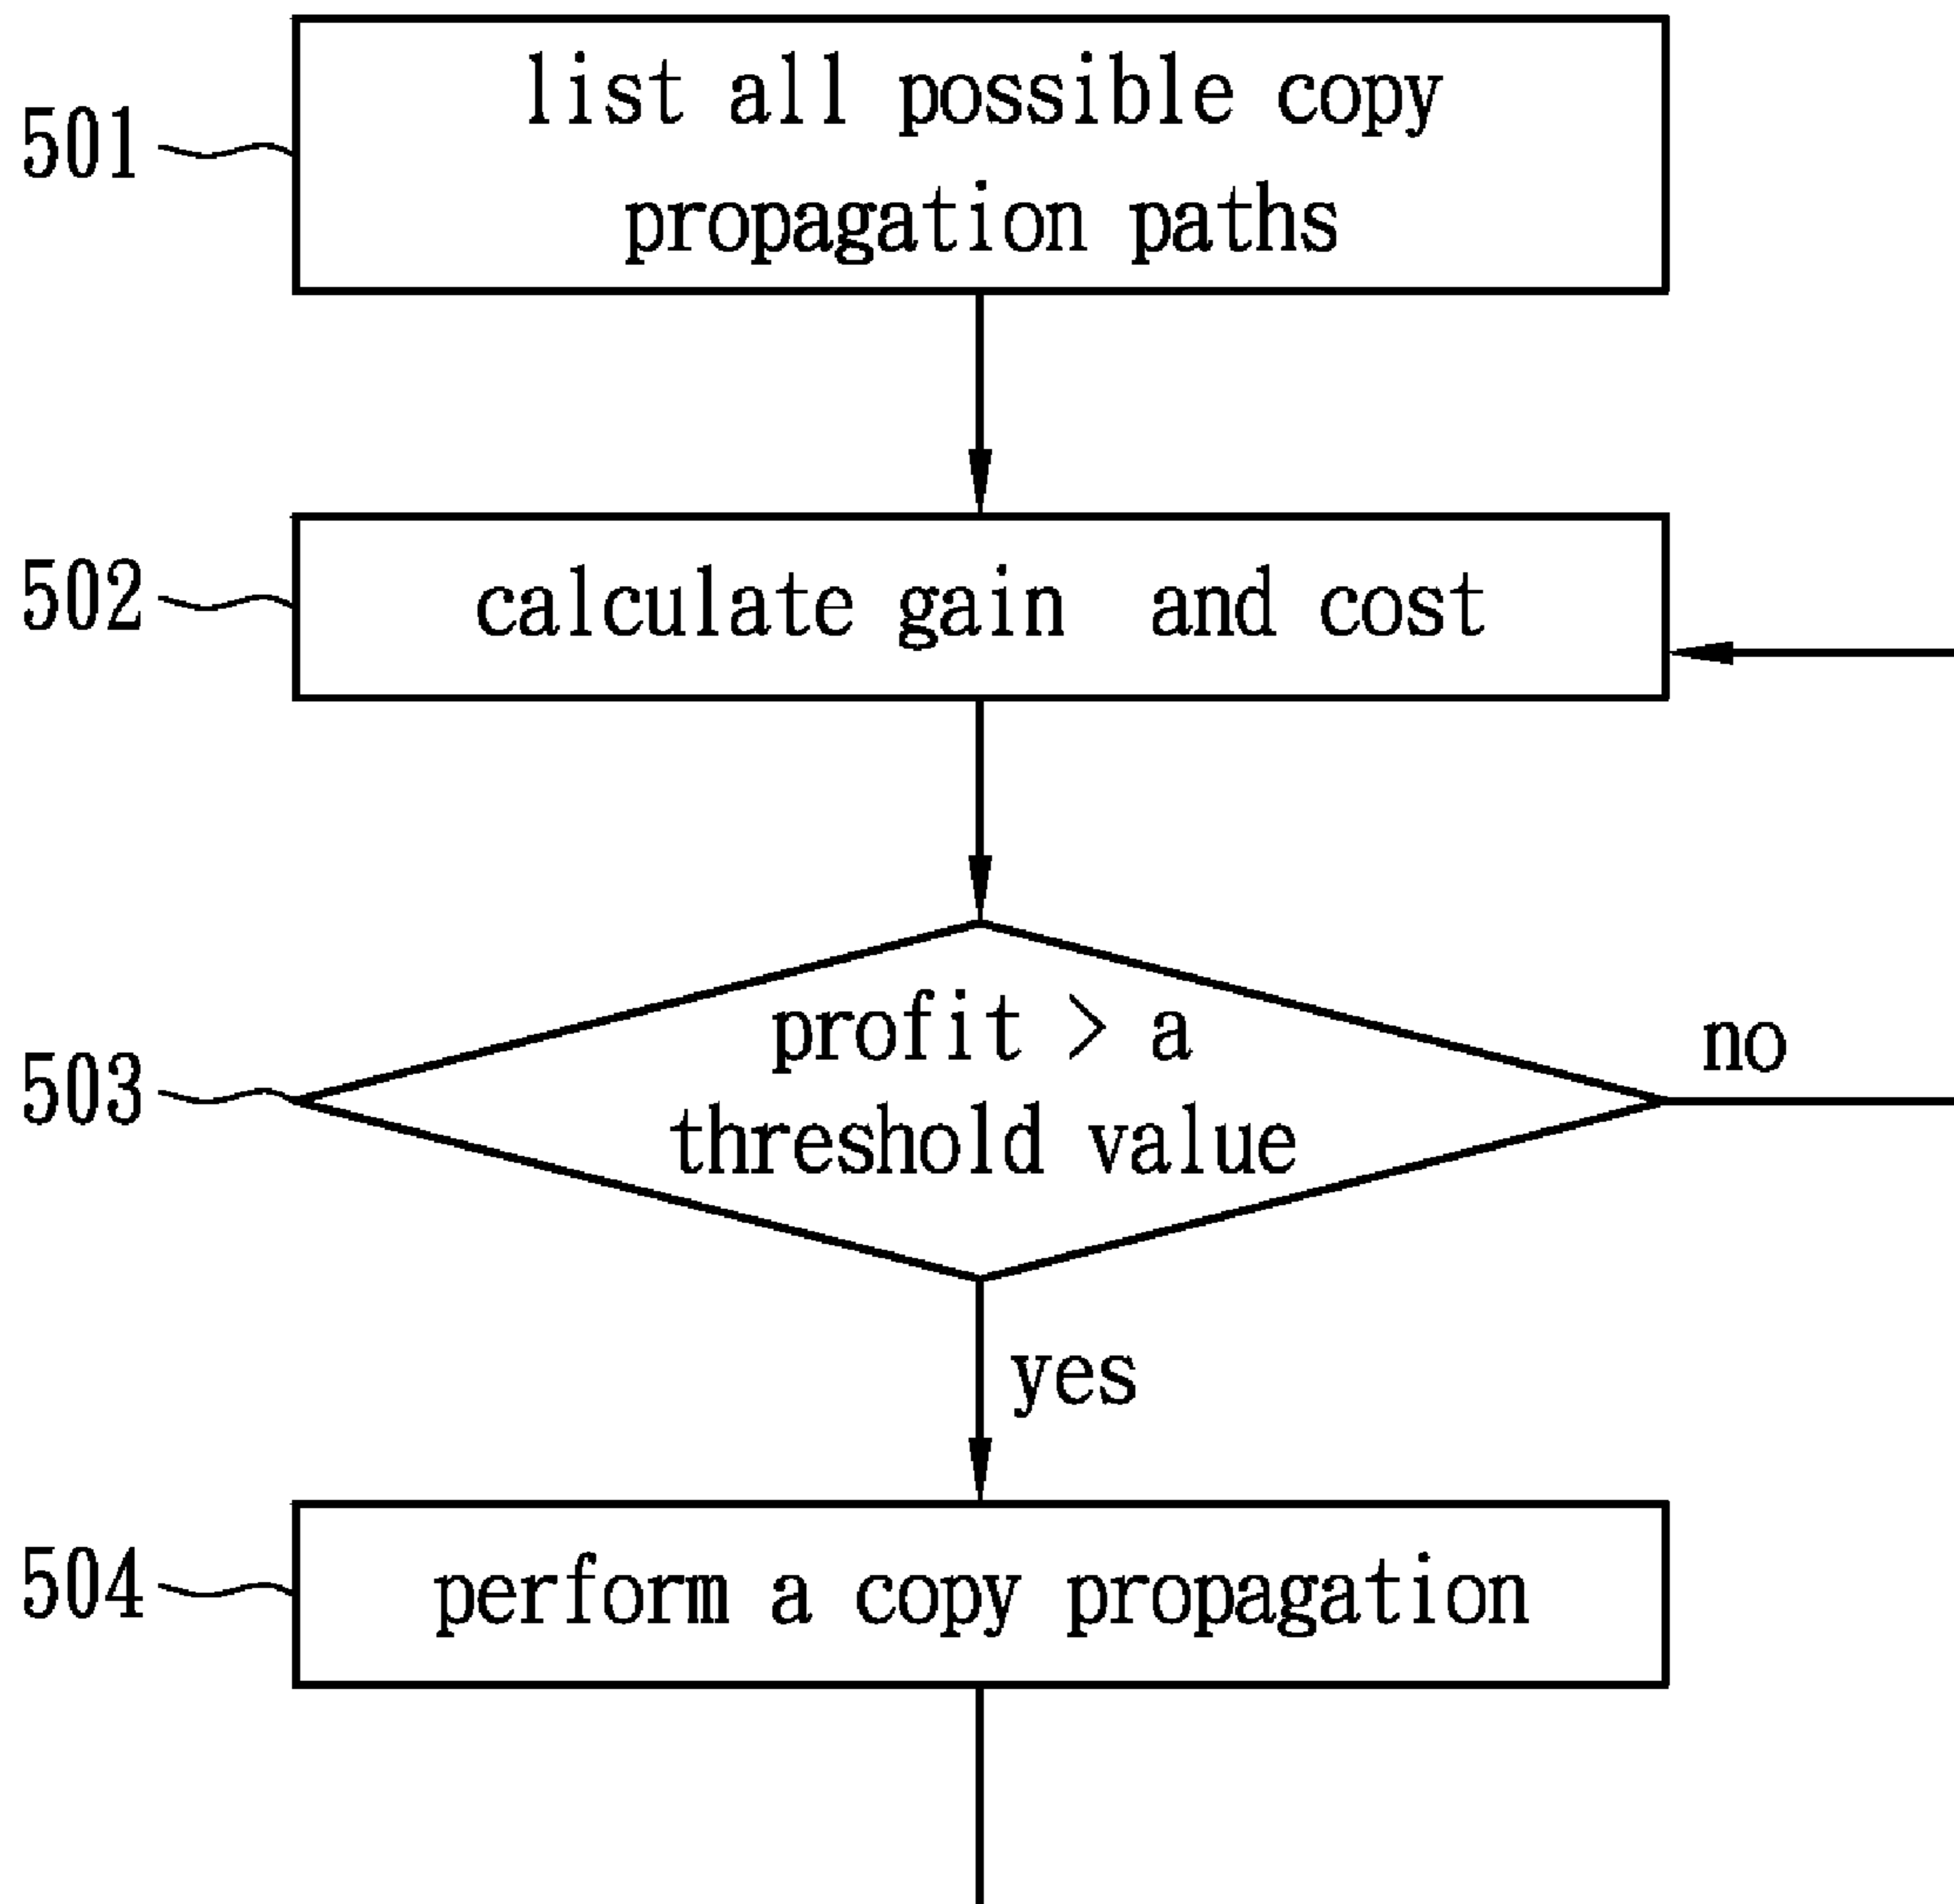 501
list all possible copy
propagation paths
502
calculate gain and cost
503
profit > a
threshold value
no
yes
504
perform a copy propagation